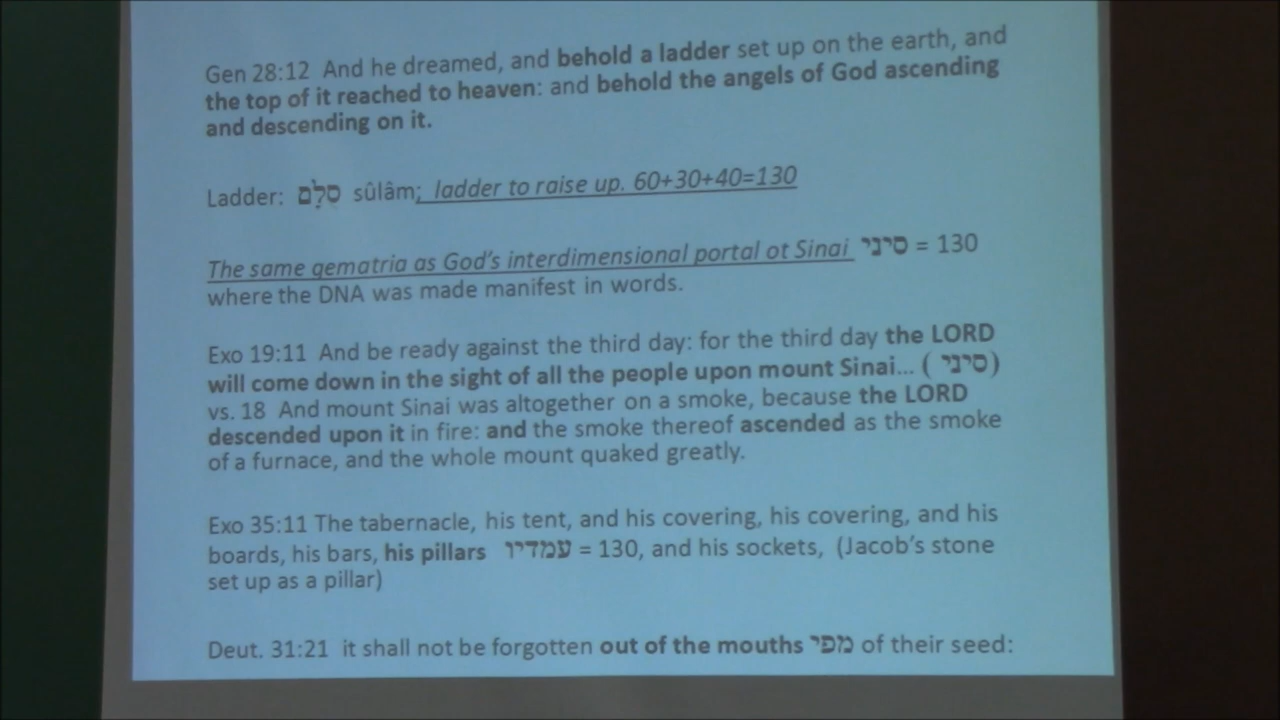 Gen 28:12 And he dreamed, and behold a ladder set up on the earth, and
the top of it reached to heaven: and behold the angels of God ascending
and descending on it.
Ladder: סֻלָּם sûlâm; ladder to raise up. 60+30+40=130
The same gematria as God's interdimensional portal ot Sinai סיני = 130
where the DNA was made manifest in words.
Exo 19:11 And be ready against the third day: for the third day the LORD
will come down in the sight of all the people upon mount Sinai... ( סיני)
vs. 18 And mount Sinai was altogether on a smoke, because the LORD
descended upon it in fire: and the smoke thereof ascended as the smoke
of a furnace, and the whole mount quaked greatly.
Exo 35:11 The tabernacle, his tent, and his covering, his covering, and his
boards, his bars, his pillars עמדיו = 130, and his sockets, (Jacob's stone
set up as a pillar)
Deut. 31:21 it shall not be forgotten out of the mouths מפי of their seed: